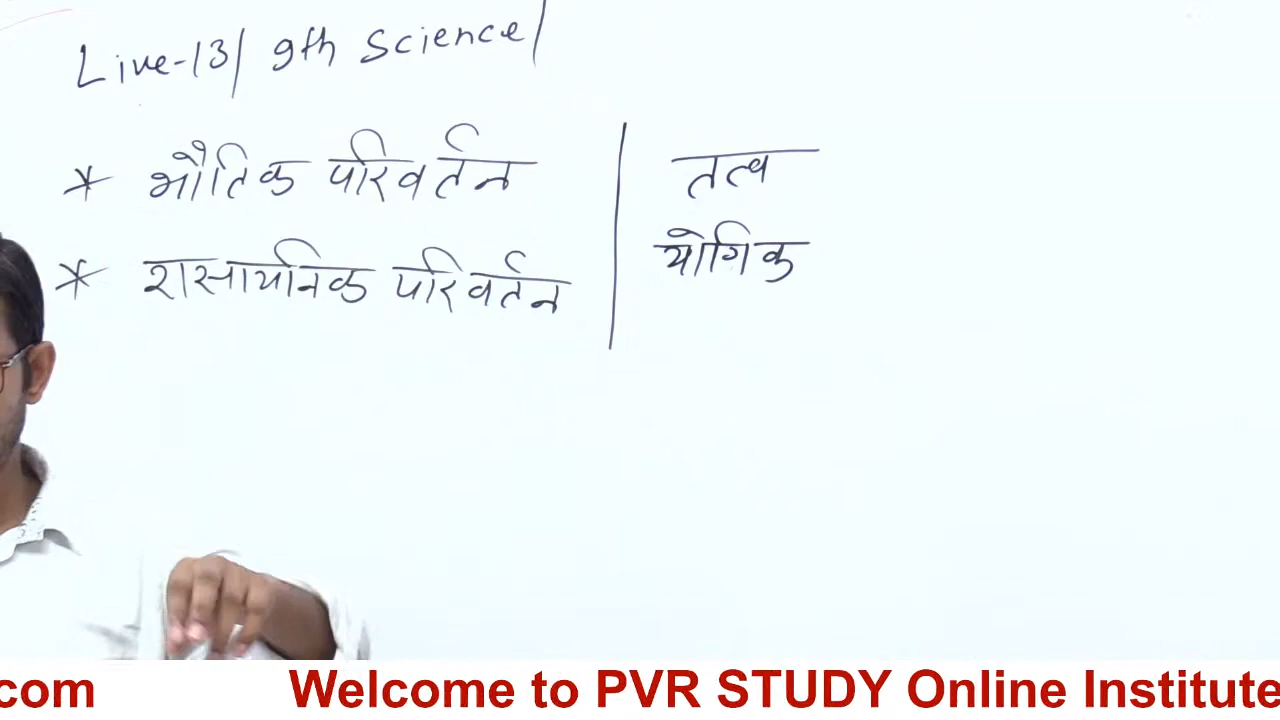 Live-13/ 9th Science/
* भौतिक परिवर्तन
* रासायनिक परिवर्तन
तत्व
योगिक
com
Welcome to PVR STUDY Online Institute